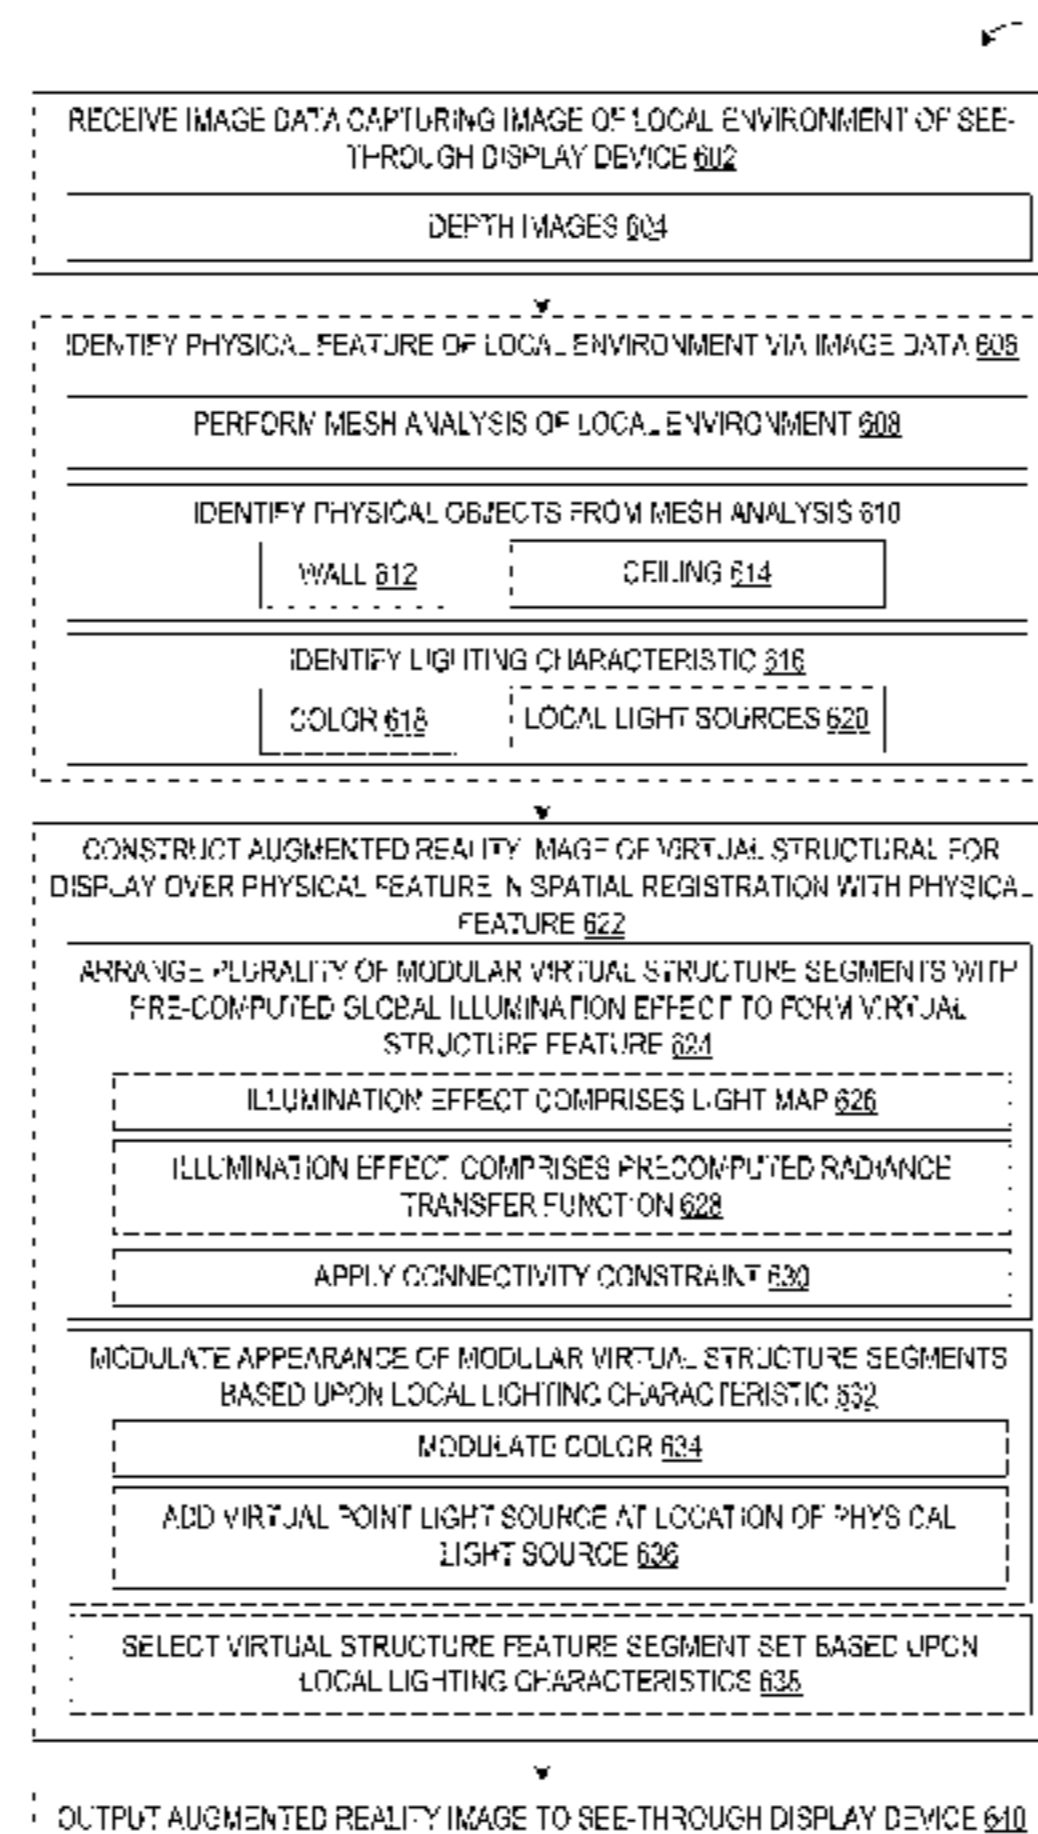 RECEIVE IMAGE DATA CAPTURING IMAGE OF LOCAL ENVIRONMENT OF SEE-
THROUGH DISPLAY DEVICE 602
DEPTH IMAGES 604
IDENTIFY PHYSICAL FEATURE OF LOCAL ENVIRONMENT VIA IMAGE DATA 606
PERFORM MESH ANALYSIS OF LOCAL ENVIRONMENT 608
IDENTIFY PHYSICAL OBJECTS FROM MESH ANALYSIS 610
WALL 612
CEILING 614
IDENTIFY LIGHTING CHARACTERISTIC 616
COLOR 618
LOCAL LIGHT SOURCES 620
CONSTRUCT AUGMENTED REALITY IMAGE OF VIRTUAL STRUCTURAL FOR
DISPLAY OVER PHYSICAL FEATURE IN SPATIAL REGISTRATION WITH PHYSICAL
FEATURE 622
ARRANGE PLURALITY OF MODULAR VIRTUAL STRUCTURE SEGMENTS WITH
PRE-COMPUTED GLOBAL ILLUMINATION EFFECT TO FORM VIRTUAL
STRUCTURE FEATURE 624
ILLUMINATION EFFECT COMPRISES LIGHT MAP 626
ILLUMINATION EFFECT COMPRISES PRECOMPUTED RADIANCE
TRANSFER FUNCTION 628
APPLY CONNECTIVITY CONSTRAINT 630
MODULATE APPEARANCE OF MODULAR VIRTUAL STRUCTURE SEGMENTS
BASED UPON LOCAL LIGHTING CHARACTERISTIC 632
MODULATE COLOR 634
ADD VIRTUAL POINT LIGHT SOURCE AT LOCATION OF PHYSICAL
LIGHT SOURCE 636
SELECT VIRTUAL STRUCTURE FEATURE SEGMENT SET BASED UPON
LOCAL LIGHTING CHARACTERISTICS 638
OUTPUT AUGMENTED REALITY IMAGE TO SEE-THROUGH DISPLAY DEVICE 640